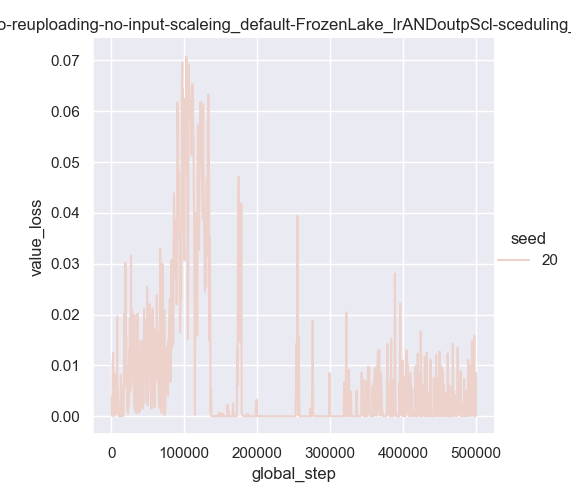 o-reuploading-no-input-scaleing_default-FrozenLake_lrANDoutpScl-sceduling_
0.07
0.06
0.05
0.04
0.03
0.02
0.01
0.00
value_loss
0 100000 200000 300000 400000 500000
global_step
seed
20